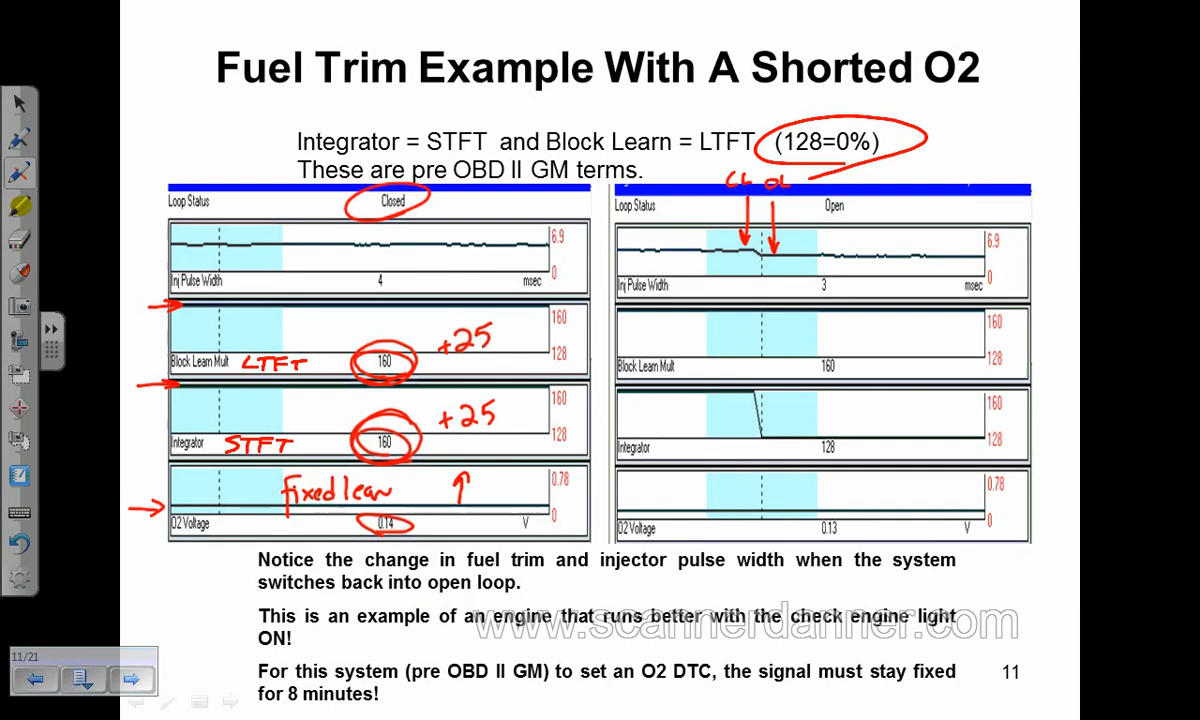 Fuel Trim Example With A Shorted O2
Integrator = STFT and Block Learn = LTFT (128=0%)
These are pre OBD II GM terms.
CL OL
Loop Status Closed
6.9
0
Inj Pulse Width 4 msec
160
+25
128
Block Learn Mult LTFT 160
160
+25
128
Integrator STFT 160
fixed lean
0.78
0
O2 Voltage 0.14 V
Loop Status Open
6.9
0
Inj Pulse Width 3 msec
160
128
Block Learn Mult 160
160
128
Integrator 128
0.78
0
O2 Voltage 0.13 V
Notice the change in fuel trim and injector pulse width when the system
switches back into open loop.
This is an example of an engine that runs better with the check engine light
ON!
www.scannerdanner.com
For this system (pre OBD II GM) to set an O2 DTC, the signal must stay fixed
for 8 minutes!
11
11/21